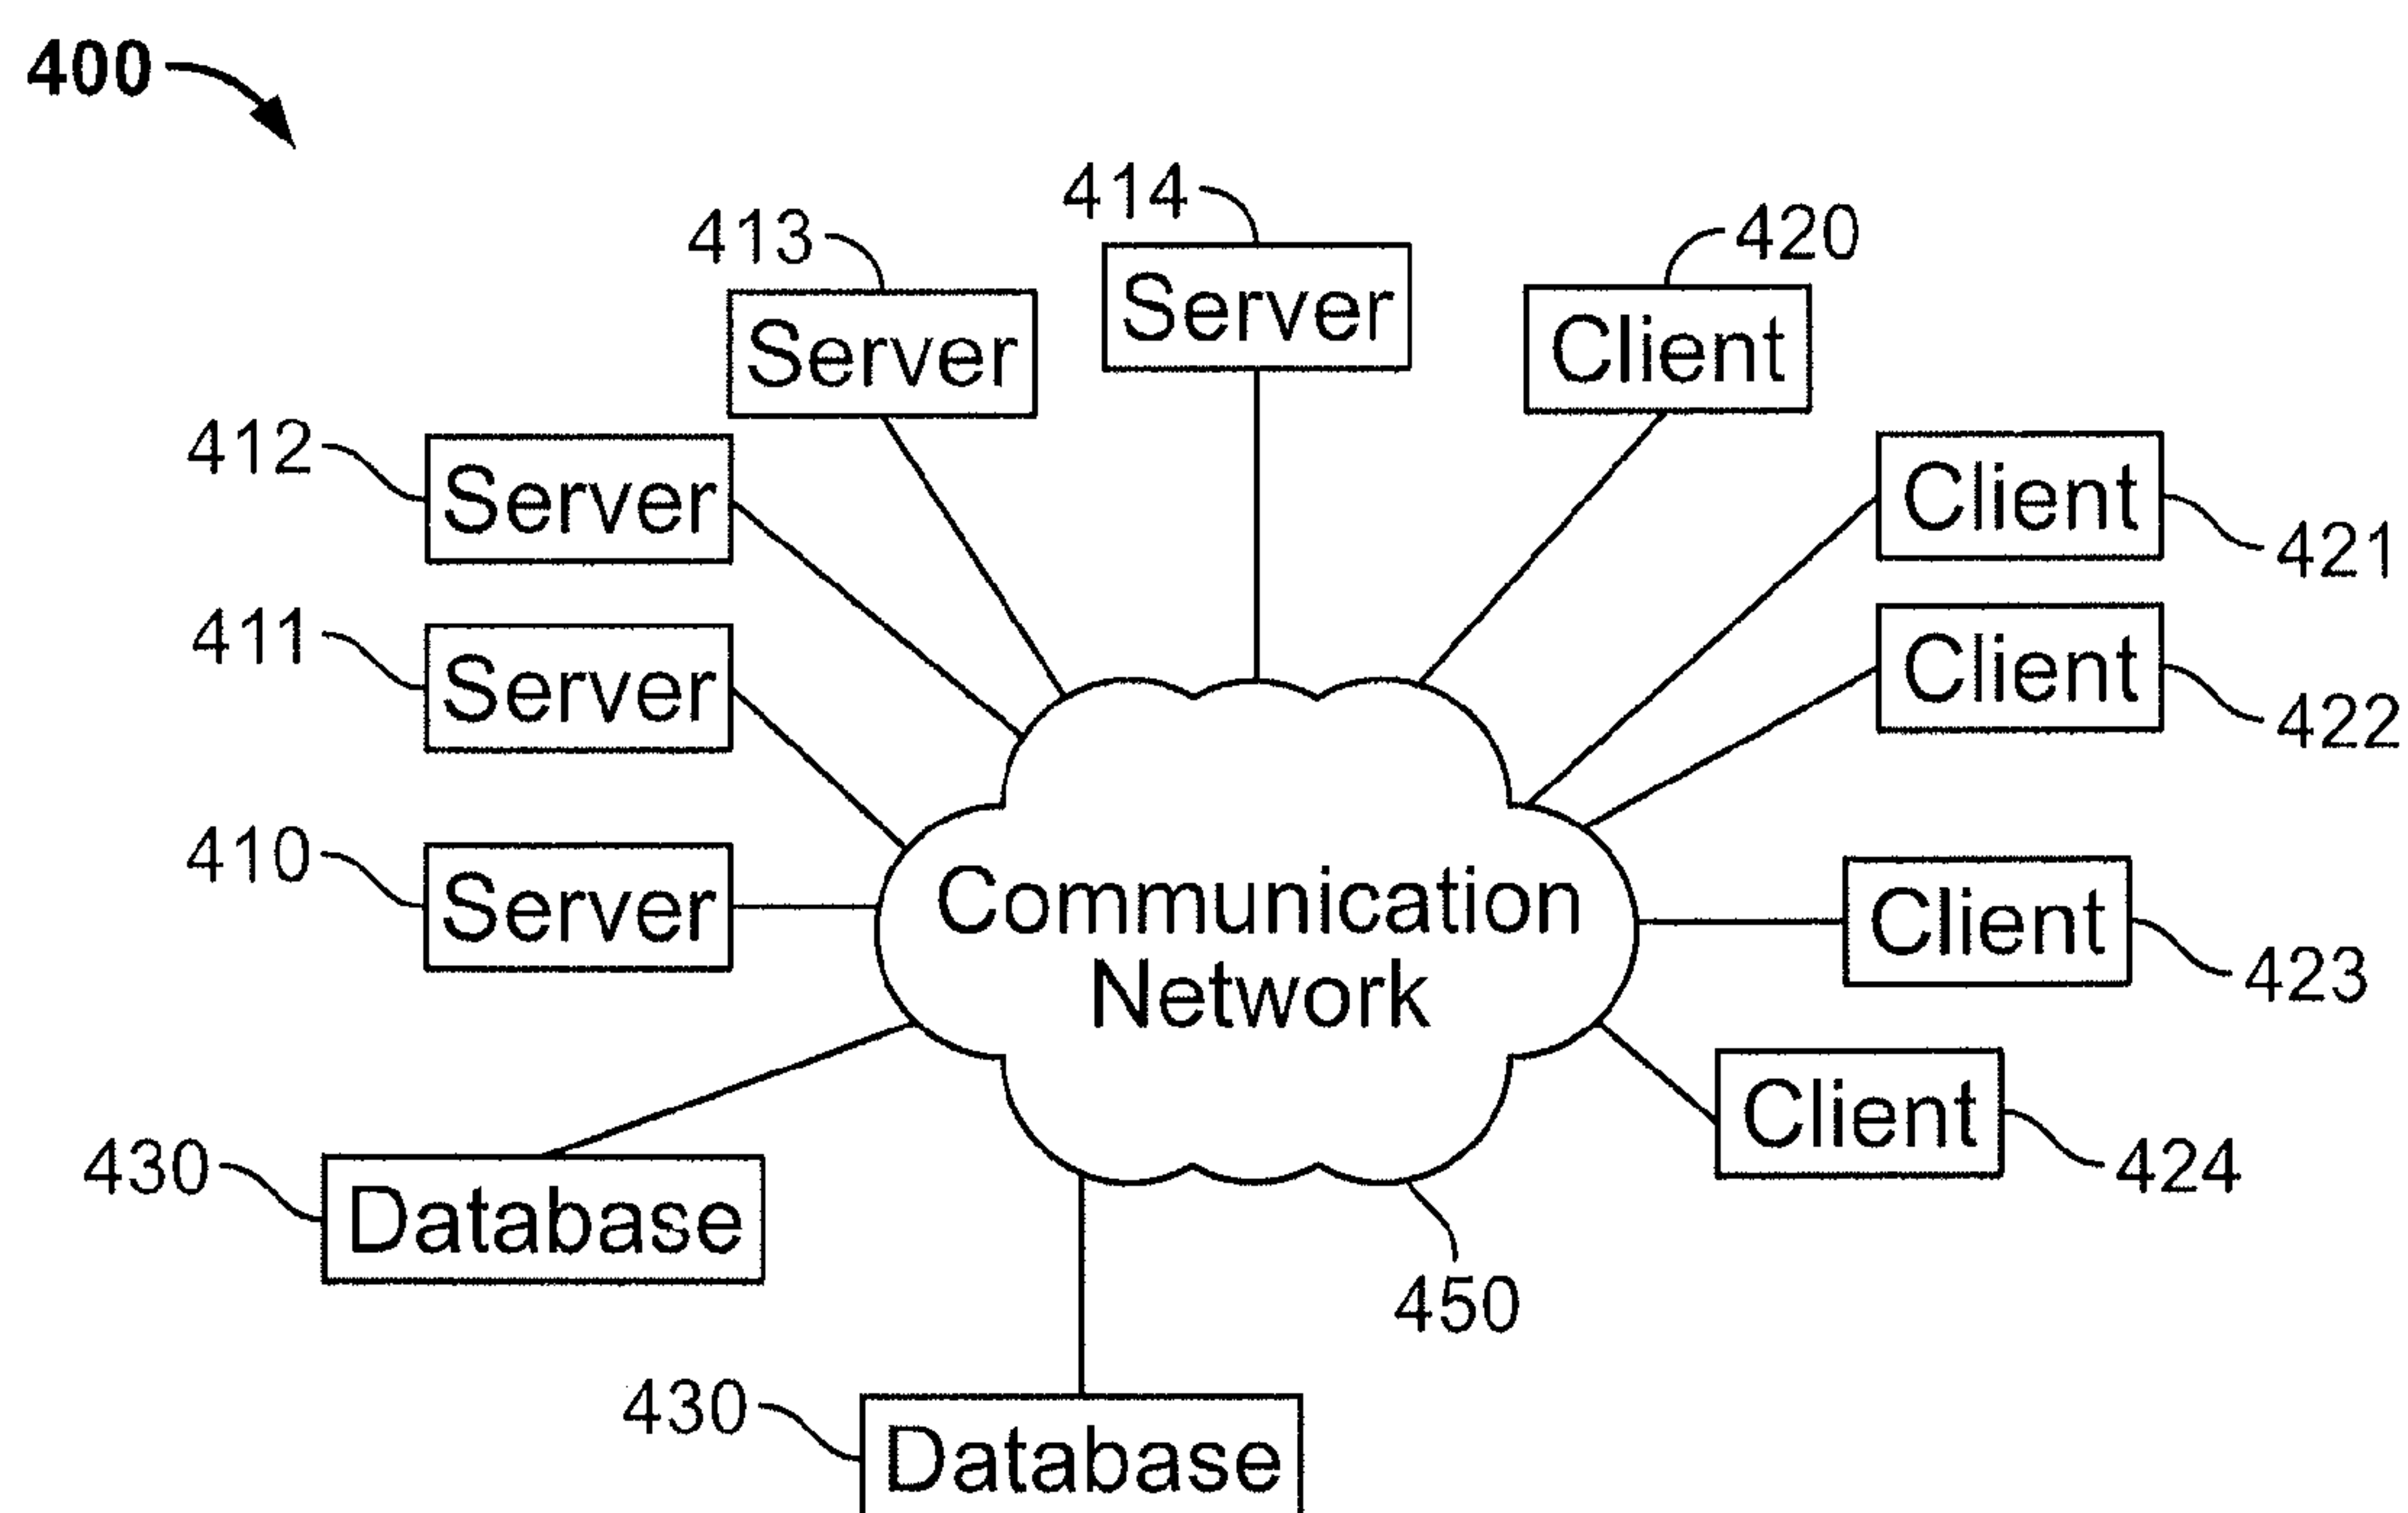 400
414
413
420
Server
Server
Client
412
Server
Client
421
411
Server
Client
422
410
Server
Communication
Network
Client
423
Client
424
430
Database
450
430
Database